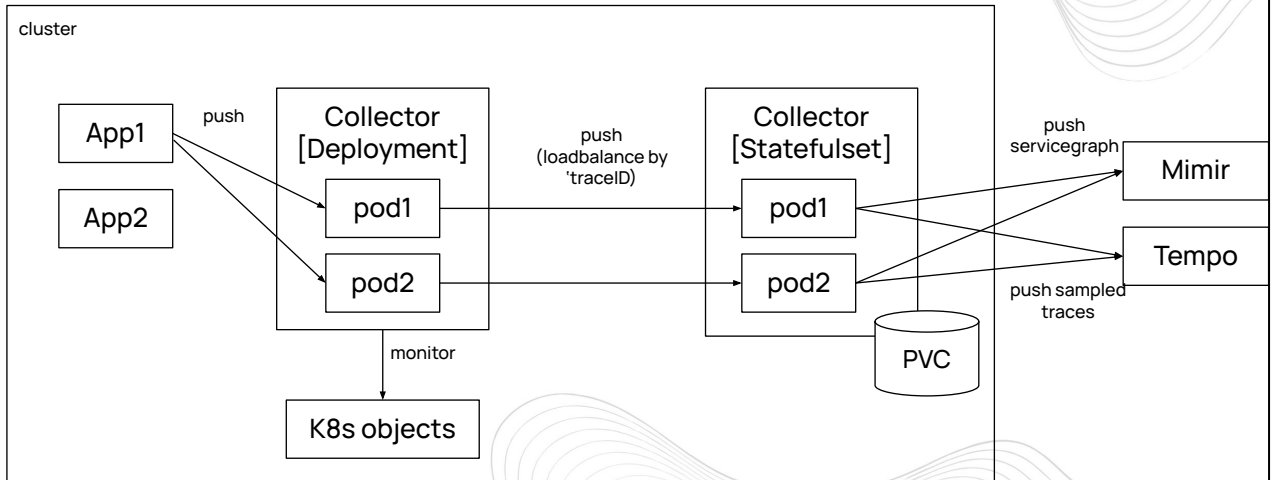 cluster
App1
App2
push
Collector
[Deployment]
pod1
pod2
monitor
K8s objects
push
(loadbalance by
‘traceID)
Collector
[Statefulset]
pod1
pod2
PVC
push
servicegraph
Mimir
Tempo
push sampled
traces